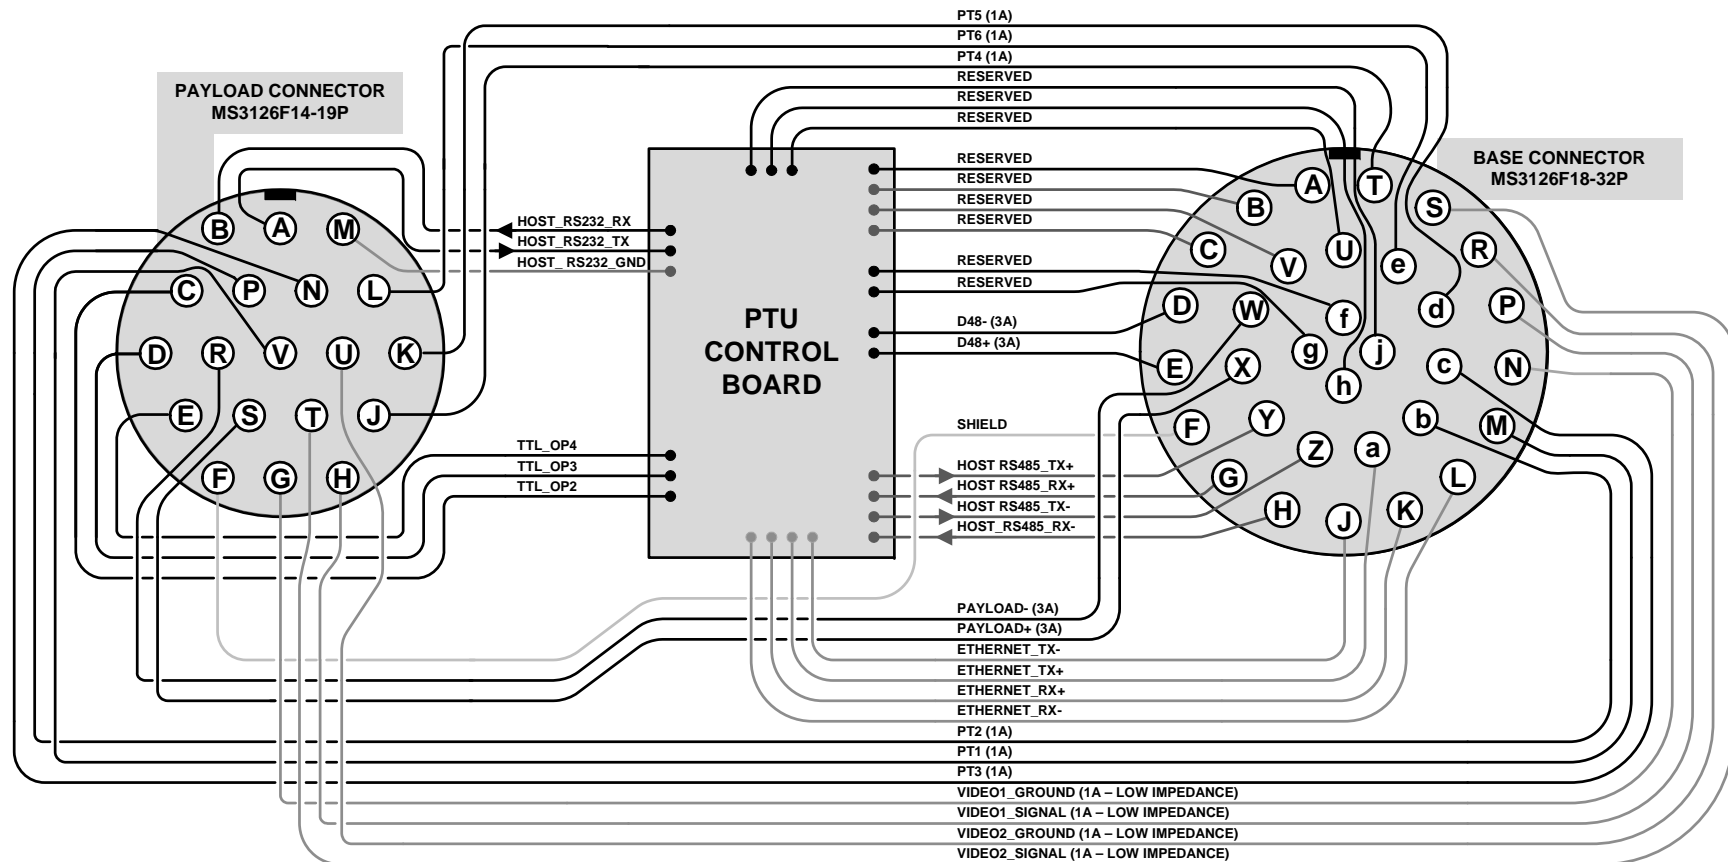 PT5 (1A)
PT6 (1A)
PT4 (1A)
RESERVED
RESERVED
RESERVED
PAYLOAD CONNECTOR
MS3126F14-19P
B
A
M
C
P
N
L
D
R
V
U
K
E
S
T
J
F
G
H
HOST_RS232_RX
HOST_RS232_TX
HOST_ RS232_GND
TTL_OP4
TTL_OP3
TTL_OP2
PTU
CONTROL
BOARD
RESERVED
RESERVED
RESERVED
RESERVED
RESERVED
RESERVED
D48- (3A)
D48+ (3A)
SHIELD
HOST RS485_TX+
HOST RS485_RX+
HOST RS485_TX-
HOST_RS485_RX-
BASE CONNECTOR
MS3126F18-32P
A
T
B
S
C
V
U
e
R
D
W
f
d
P
E
X
g
j
c
N
h
F
Y
Z
a
b
M
G
L
H
J
K
PAYLOAD- (3A)
PAYLOAD+ (3A)
ETHERNET_TX-
ETHERNET_TX+
ETHERNET_RX+
ETHERNET_RX-
PT2 (1A)
PT1 (1A)
PT3 (1A)
VIDEO1_GROUND (1A – LOW IMPEDANCE)
VIDEO1_SIGNAL (1A – LOW IMPEDANCE)
VIDEO2_GROUND (1A – LOW IMPEDANCE)
VIDEO2_SIGNAL (1A – LOW IMPEDANCE)